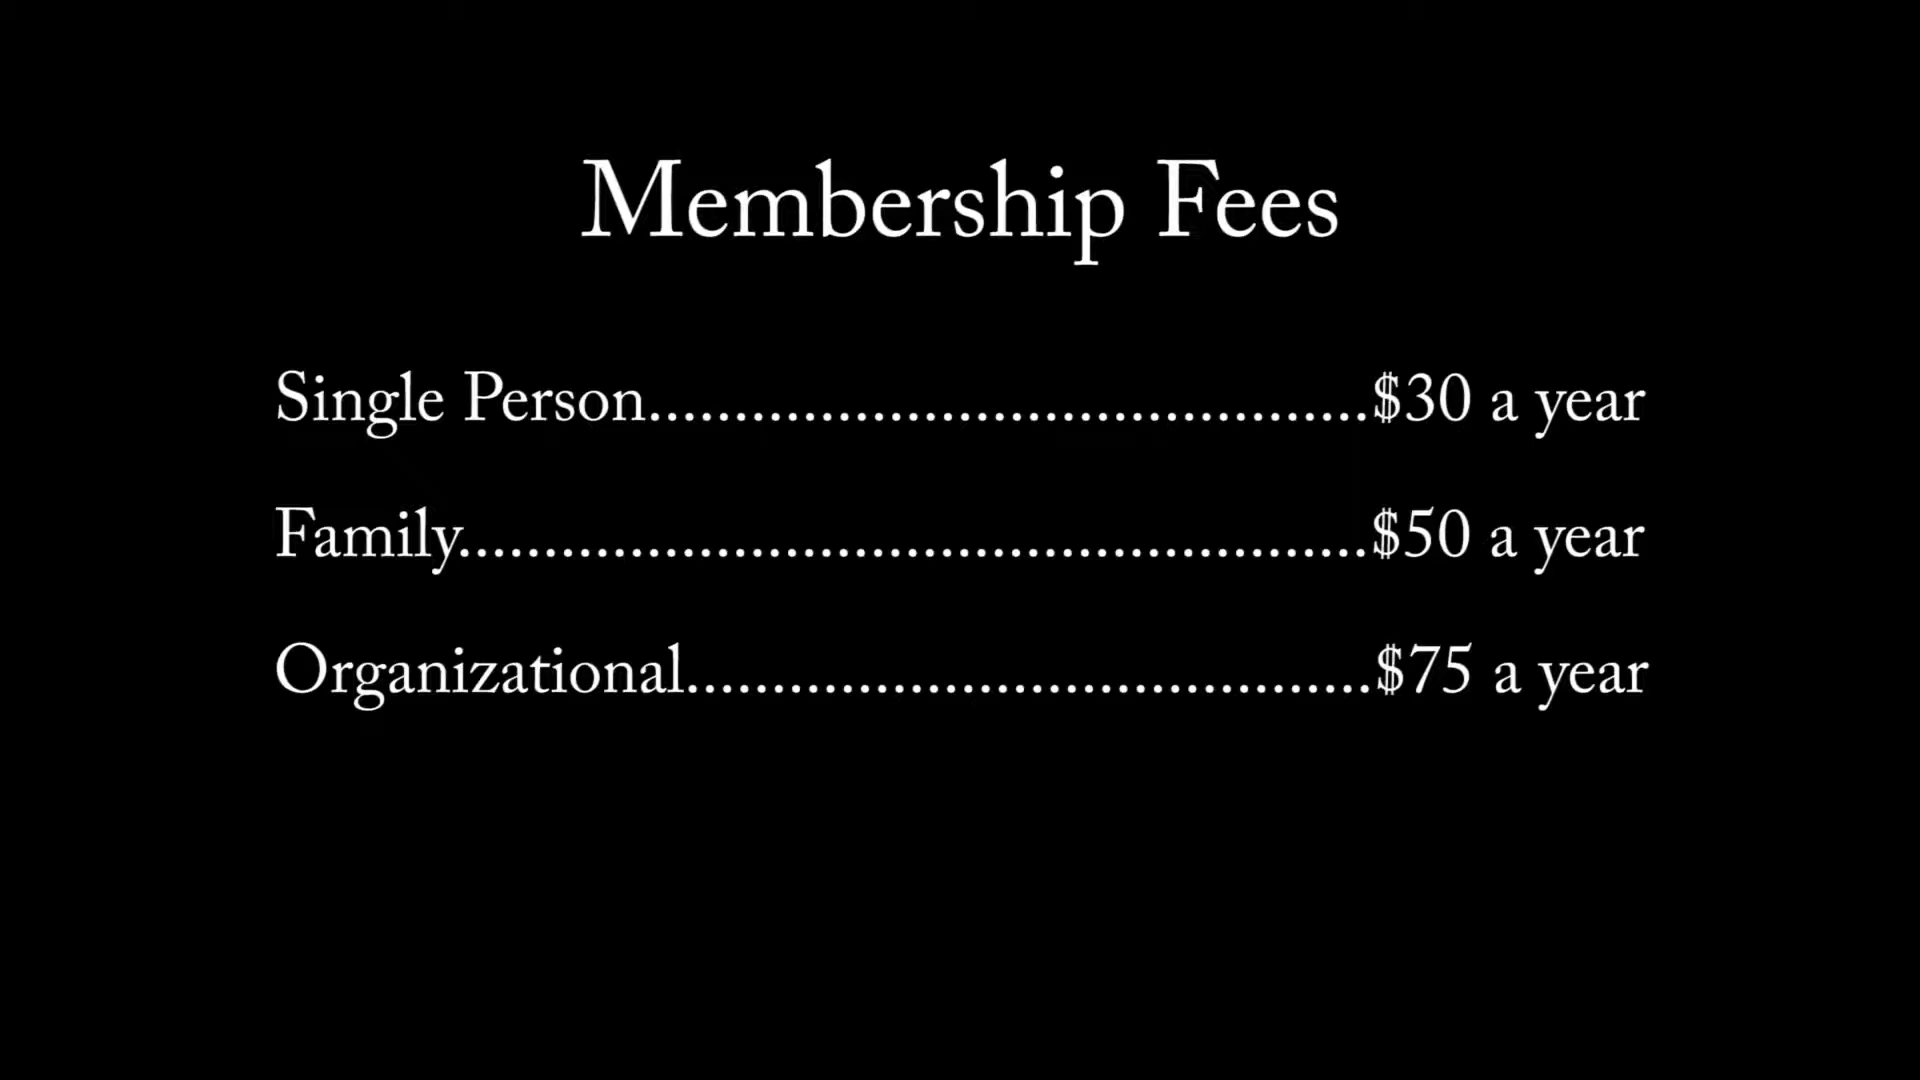 Membership Fees
Single Person..........................................$30 a year
Family.....................................................$50 a year
Organizational........................................$75 a year